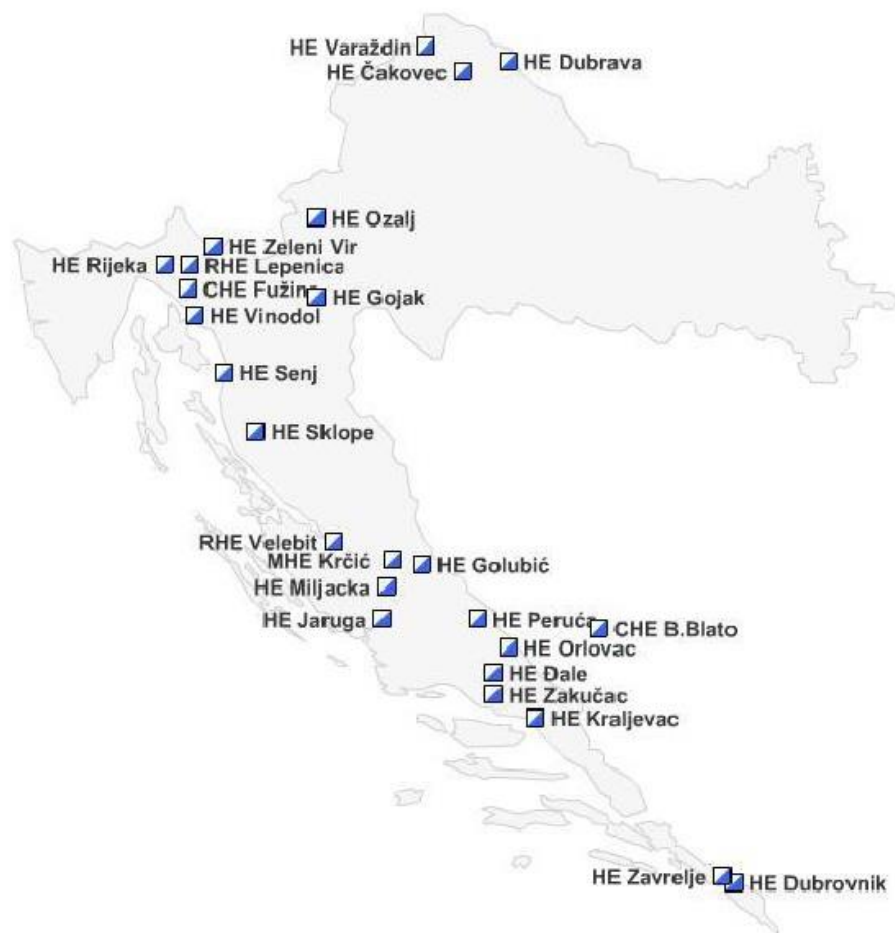 HE Varaždin
HE Dubrava
HE Čakovec
HE Ozalj
HE Zeleni Vir
HE Rijeka
RHE Lepenica
CHE Fužine
HE Gojak
HE Vinodol
HE Senj
HE Sklope
RHE Velebit
MHE Krčić
HE Golubić
HE Miljacka
HE Jaruga
HE Peruća
CHE B.Blato
HE Orlovac
HE Đale
HE Zakučac
HE Kraljevac
HE Zavrelje
HE Dubrovnik